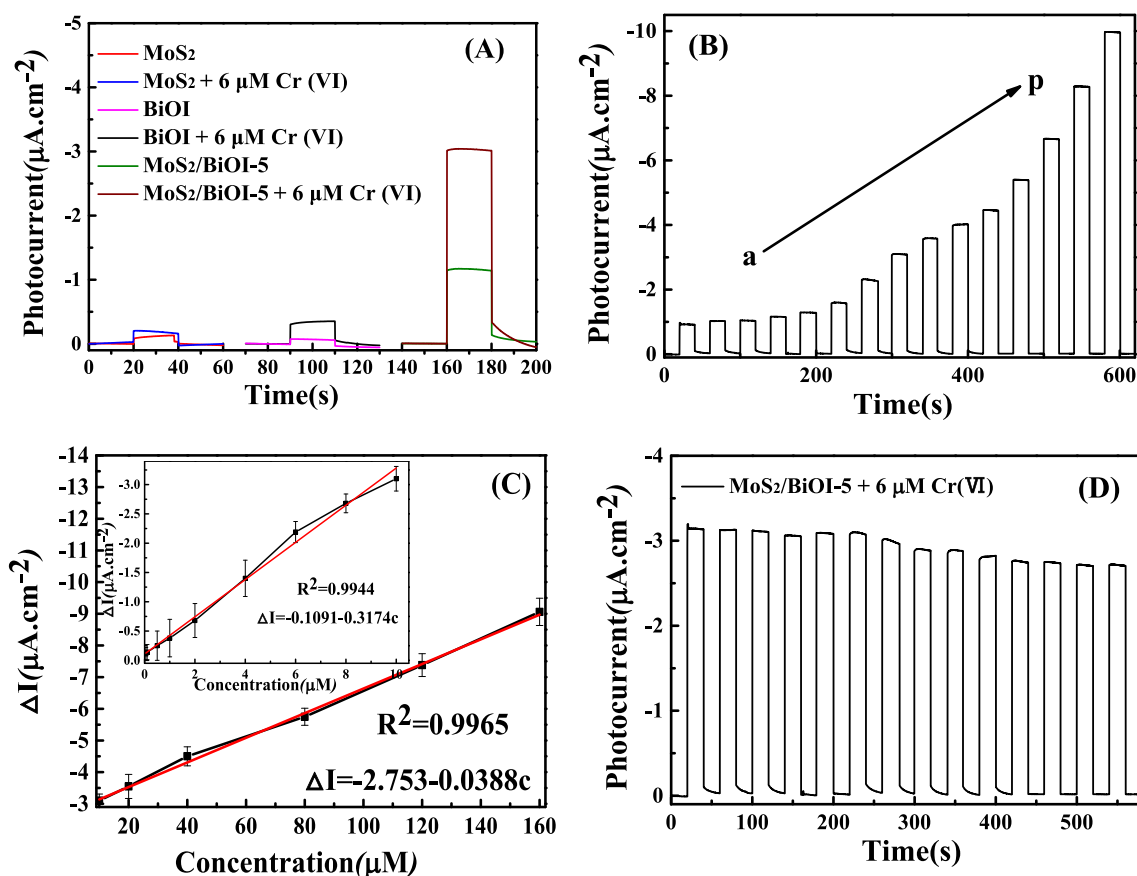 (A)
Photocurrent(μA.cm⁻²)
-5
-4
-3
-2
-1
0
MoS₂
MoS₂ + 6 μM Cr (VI)
BiOI
BiOI + 6 μM Cr (VI)
MoS₂/BiOI-5
MoS₂/BiOI-5 + 6 μM Cr (VI)
0 20 40 60 80 100 120 140 160 180 200
Time(s)
(B)
Photocurrent(μA.cm⁻²)
-10
-8
-6
-4
-2
0
p
a
0 200 400 600
Time(s)
(C)
ΔI(μA.cm⁻²)
-14
-13
-12
-11
-10
-9
-8
-7
-6
-5
-4
-3
ΔI(μA.cm⁻²)
-3.0
-2.5
-2.0
-1.5
-1.0
-0.5
0.0
R²=0.9944
ΔI=-0.1091-0.3174c
0 2 4 6 8 10
Concentration(μM)
R²=0.9965
ΔI=-2.753-0.0388c
20 40 60 80 100 120 140 160
Concentration(μM)
(D)
Photocurrent(μA.cm⁻²)
-4
-3
-2
-1
0
MoS₂/BiOI-5 + 6 μM Cr(VI)
0 100 200 300 400 500
Time(s)